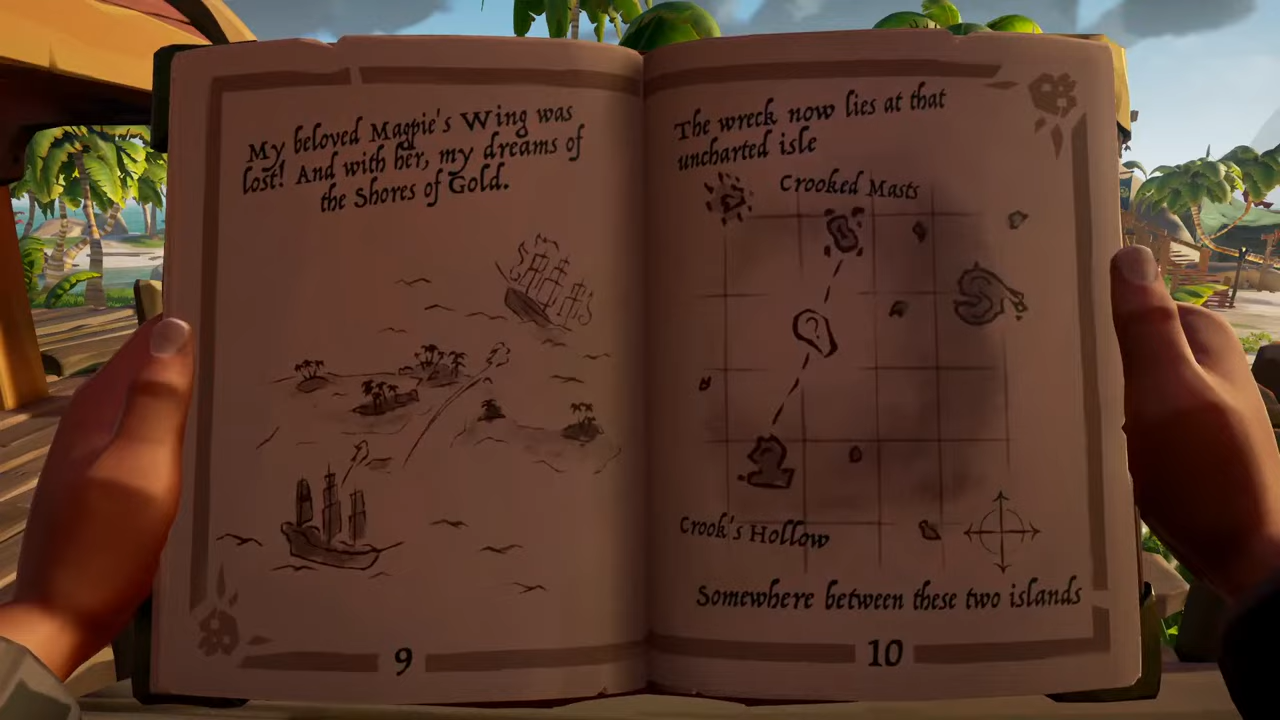 My beloved Magpie's Wing was
lost! And with her, my dreams of
the Shores of Gold.
9
The wreck now lies at that
uncharted isle
Crooked Masts
?
Crook's Hollow
Somewhere between these two islands
10